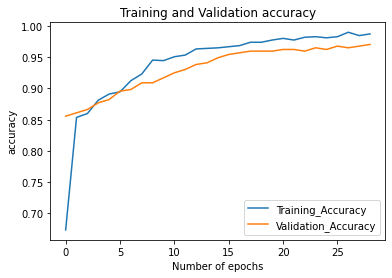 Training and Validation accuracy
accuracy
1.00
0.95
0.90
0.85
0.80
0.75
0.70
Training_Accuracy
Validation_Accuracy
0 5 10 15 20 25
Number of epochs